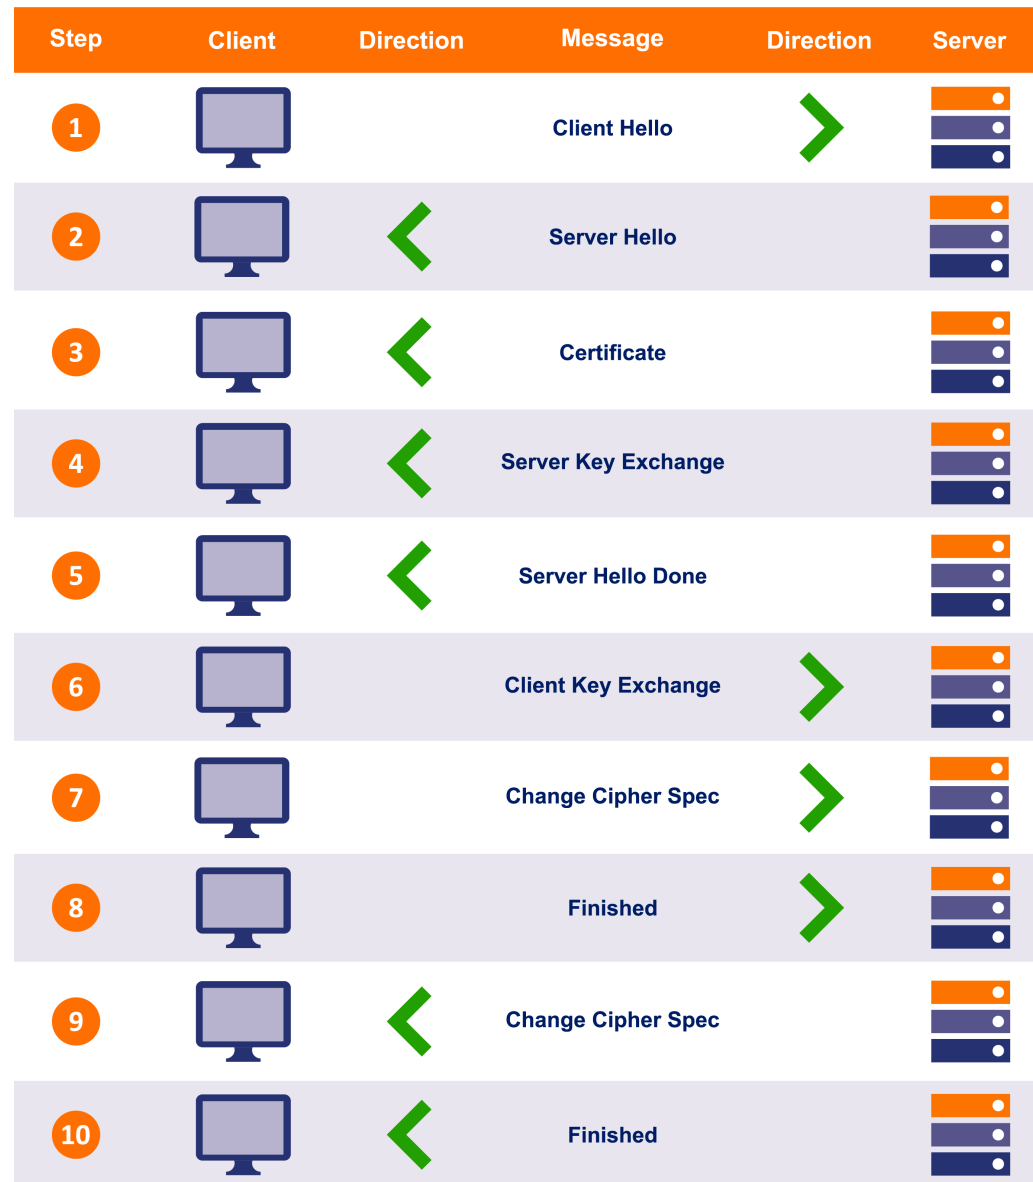 Step Client Direction Message Direction Server
1 Client Hello
2 Server Hello
3 Certificate
4 Server Key Exchange
5 Server Hello Done
6 Client Key Exchange
7 Change Cipher Spec
8 Finished
9 Change Cipher Spec
10 Finished